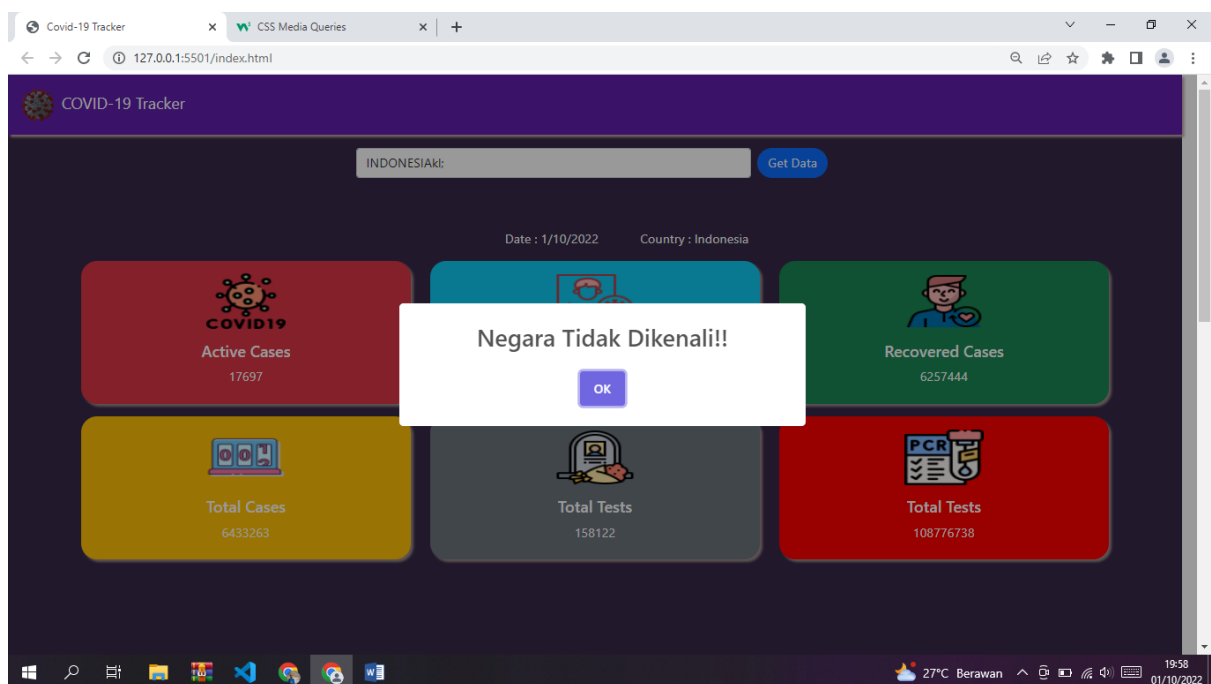 Covid-19 Tracker
CSS Media Queries
127.0.0.1:5501/index.html
COVID-19 Tracker
INDONESIAkl;
Get Data
Date : 1/10/2022 Country : Indonesia
COVID19
Active Cases
17697
Recovered Cases
6257444
Negara Tidak Dikenali!!
OK
Total Cases
6433263
Total Tests
158122
PCR
Total Tests
108776738
27°C Berawan
19:58
01/10/2022